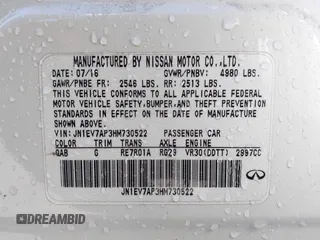 MANUFACTURED BY NISSAN MOTOR CO.,LTD.
DATE: 07/16 GVWR/PNBV: 4980 LBS.
GAWR/PNBE FR: 2546 LBS. RR: 2513 LBS.
THIS VEHICLE CONFORMS TO ALL APPLICABLE FEDERAL
MOTOR VEHICLE SAFETY,BUMPER,AND THEFT PREVENTION
STANDARDS IN EFFECT ON THE DATE OF MANUFACTURE
SHOWN ABOVE.
VIN: JN1EV7AP3HM730522 PASSENGER CAR
COLOR TRIM TRANS AXLE ENGINE
QAB G RE7R01A RG29 VR30(DDTT) 2997CC
JN1EV7AP3HM730522
INFINITI
DREAMBID